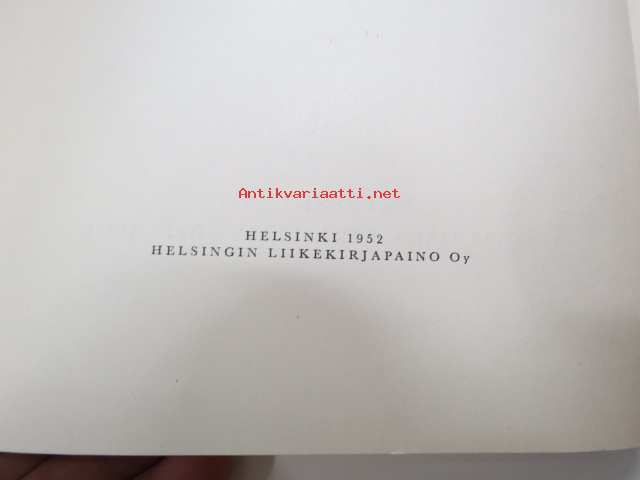 Antikvariaatti.net
HELSINKI 1952
HELSINGIN LIIKEKIRJAPAINO Oy